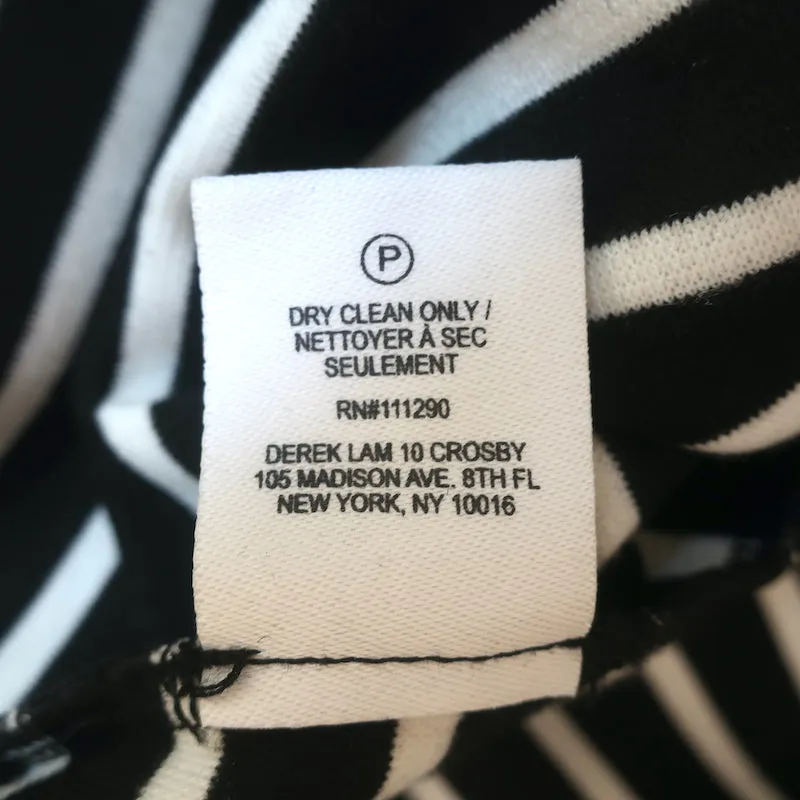 P
DRY CLEAN ONLY /
NETTOYER À SEC
SEULEMENT
RN#111290
DEREK LAM 10 CROSBY
105 MADISON AVE. 8TH FL
NEW YORK, NY 10016